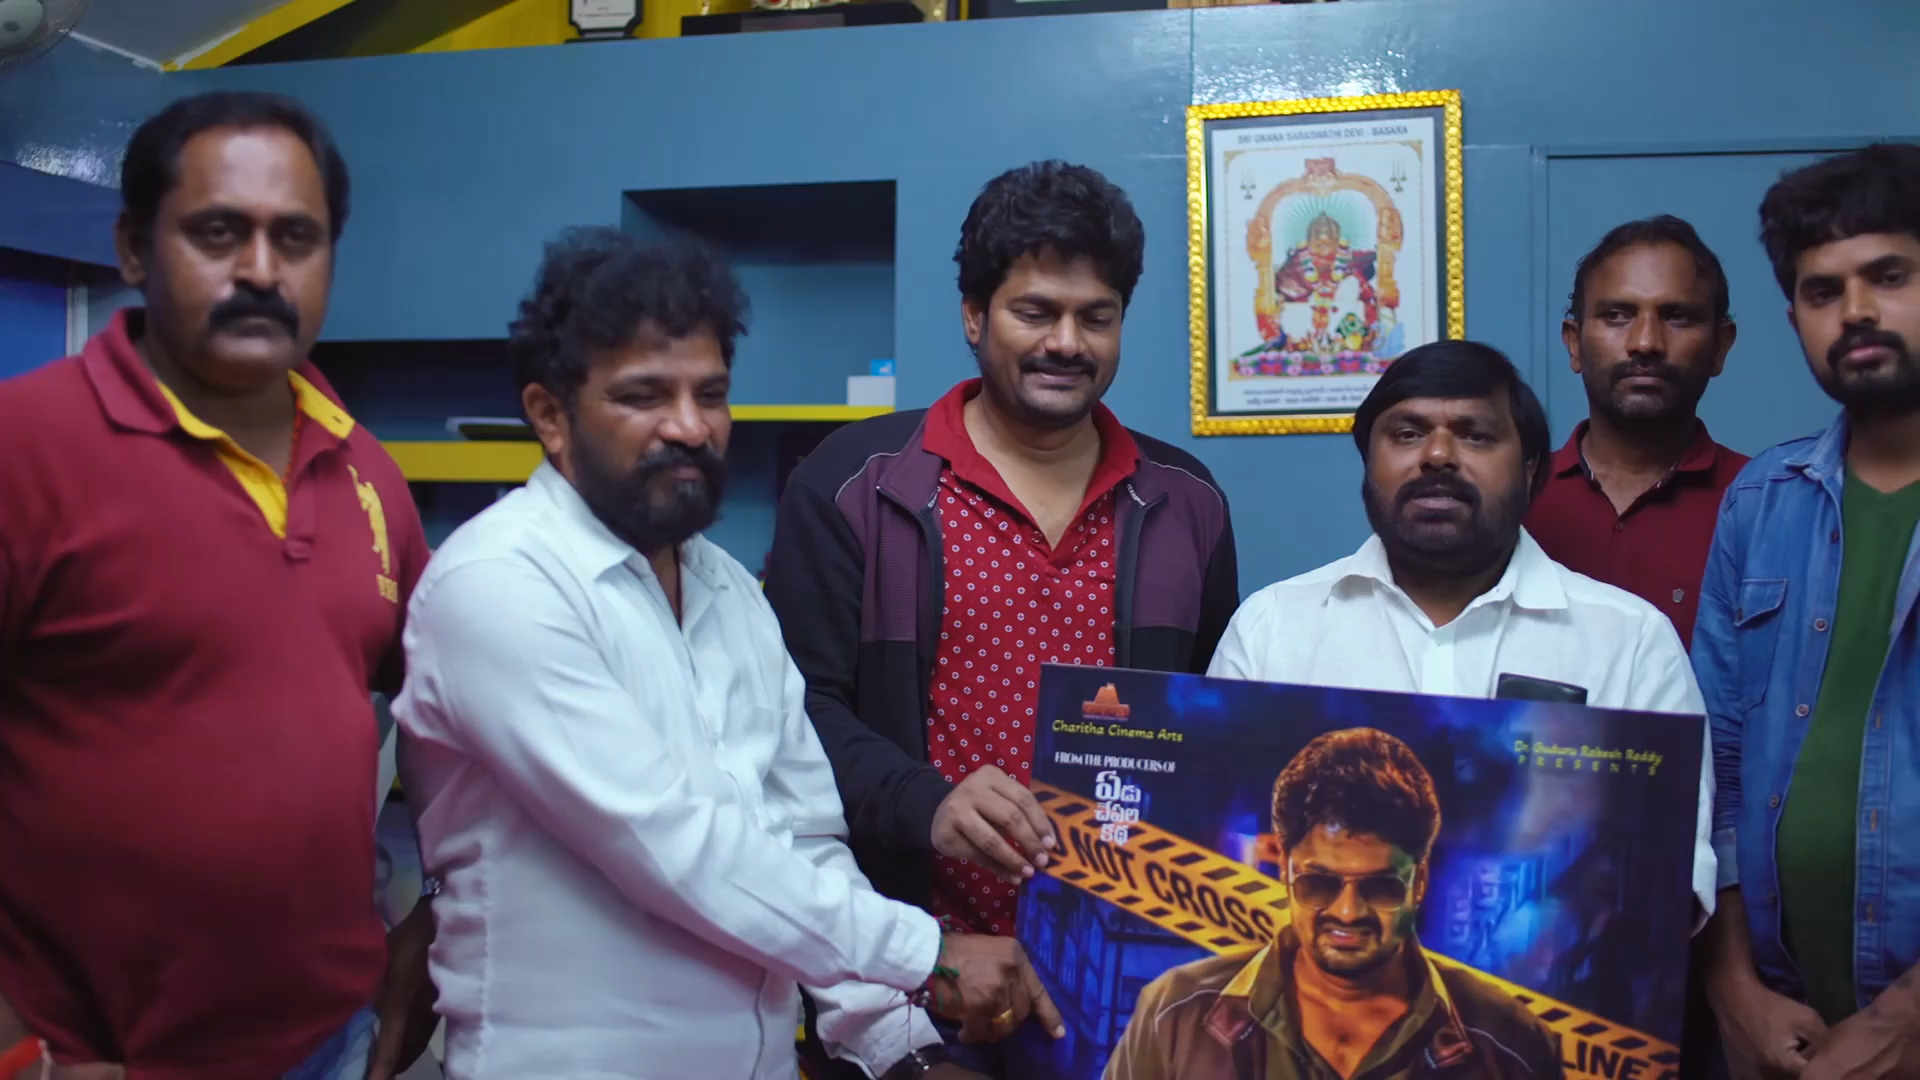 SRI GNANA SARASWATHI DEVI - BASARA
Charitha Cinema Arts
FROM THE PRODUCERS OF
ఏడు
చేపల
కథ
Dr. Guduru Rakesh Reddy
PRESENTS
NOT CROSS
LINE